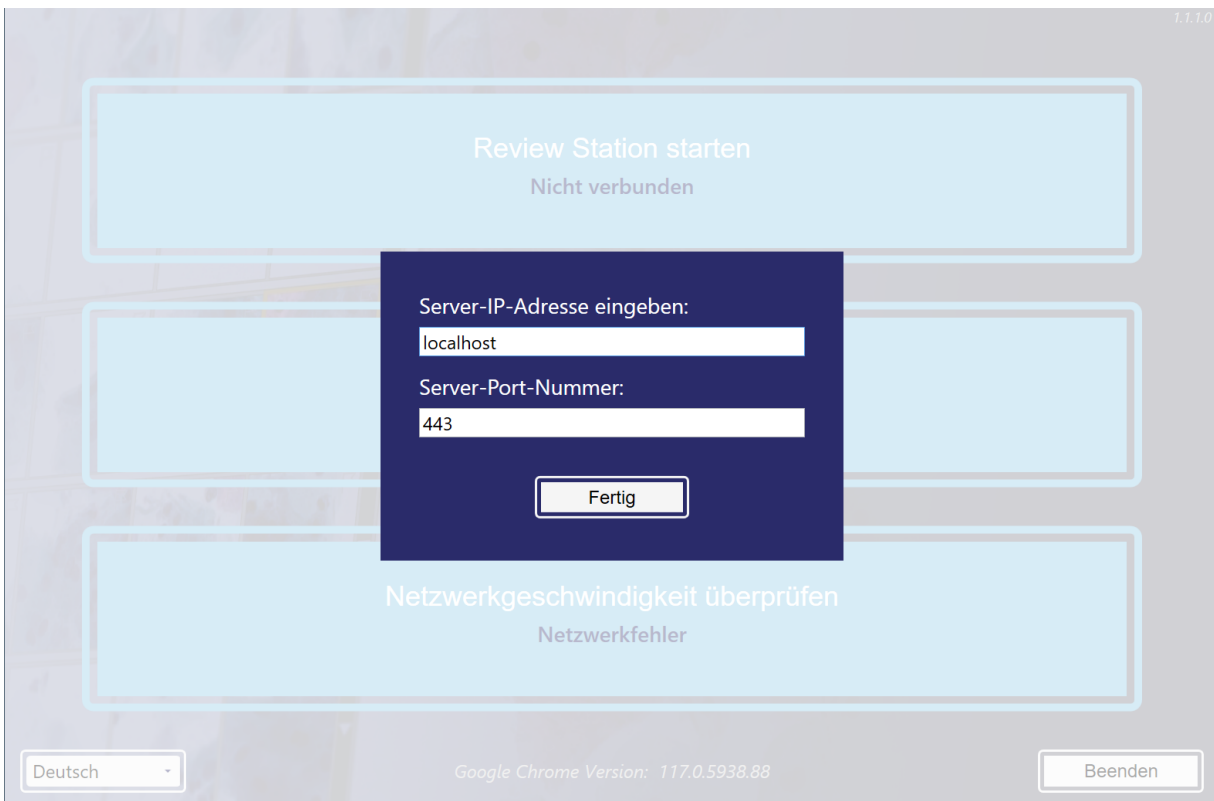 1.1.1.0
Review Station starten
Nicht verbunden
Server-IP-Adresse eingeben:
localhost
Server-Port-Nummer:
443
Fertig
Netzwerkgeschwindigkeit überprüfen
Netzwerkfehler
Deutsch
Google Chrome Version: 117.0.5938.88
Beenden